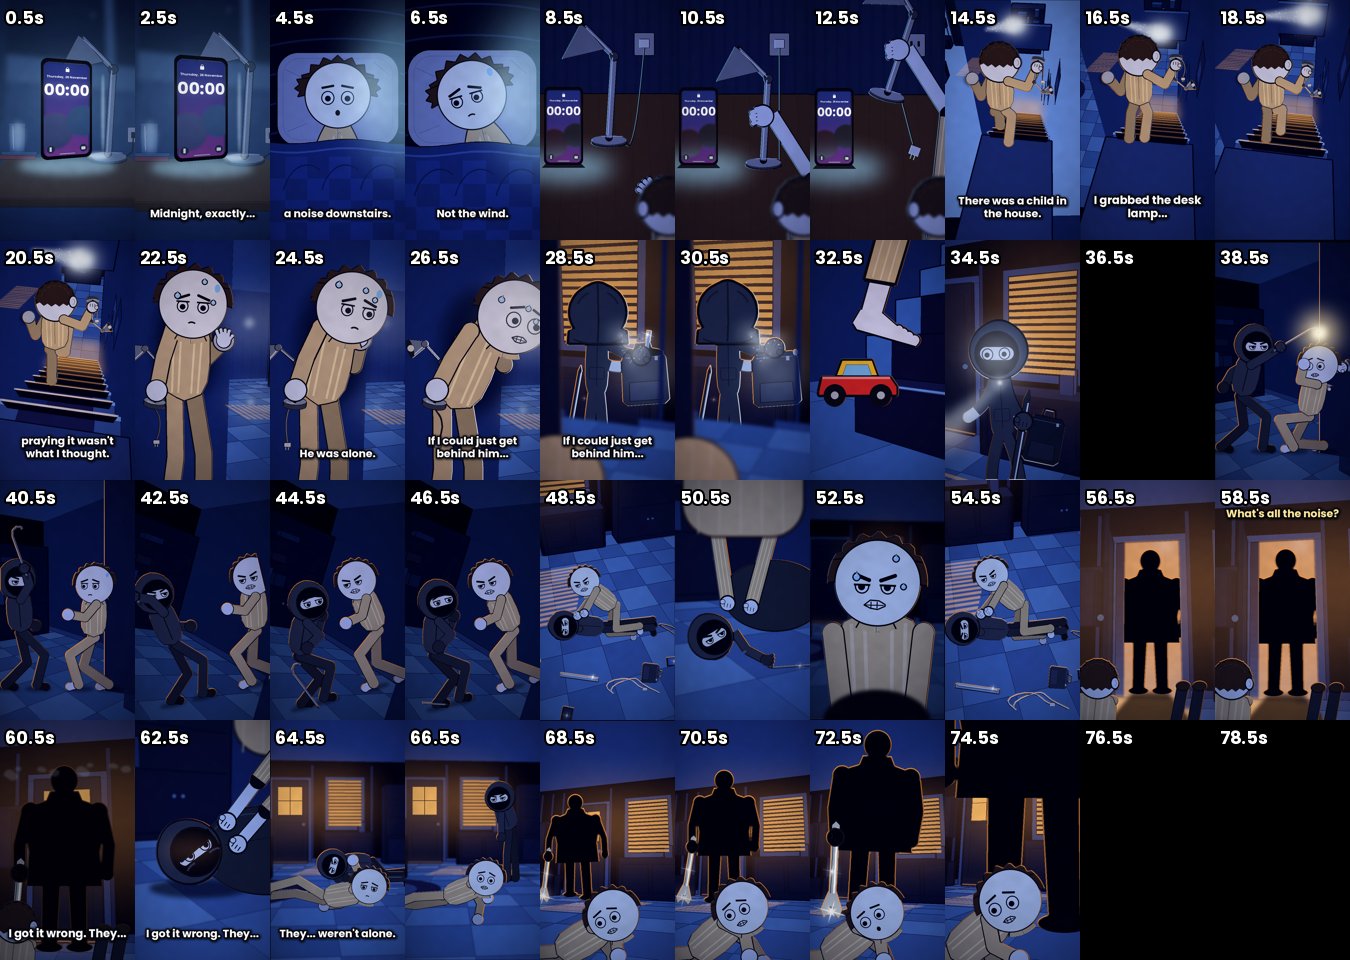 0.5s
2.5s
4.5s
6.5s
8.5s
10.5s
12.5s
14.5s
16.5s
18.5s
Thursday, 26 November
00:00
Thursday, 26 November
00:00
00:00
00:00
00:00
Midnight, exactly...
a noise downstairs.
Not the wind.
There was a child in
the house.
I grabbed the desk
lamp...
20.5s
22.5s
24.5s
26.5s
28.5s
30.5s
32.5s
34.5s
36.5s
38.5s
praying it wasn't
what I thought.
He was alone.
If I could just get
behind him...
If I could just get
behind him...
40.5s
42.5s
44.5s
46.5s
48.5s
50.5s
52.5s
54.5s
56.5s
58.5s
What's all the noise?
60.5s
62.5s
64.5s
66.5s
68.5s
70.5s
72.5s
74.5s
76.5s
78.5s
I got it wrong. They...
I got it wrong. They...
They... weren't alone.